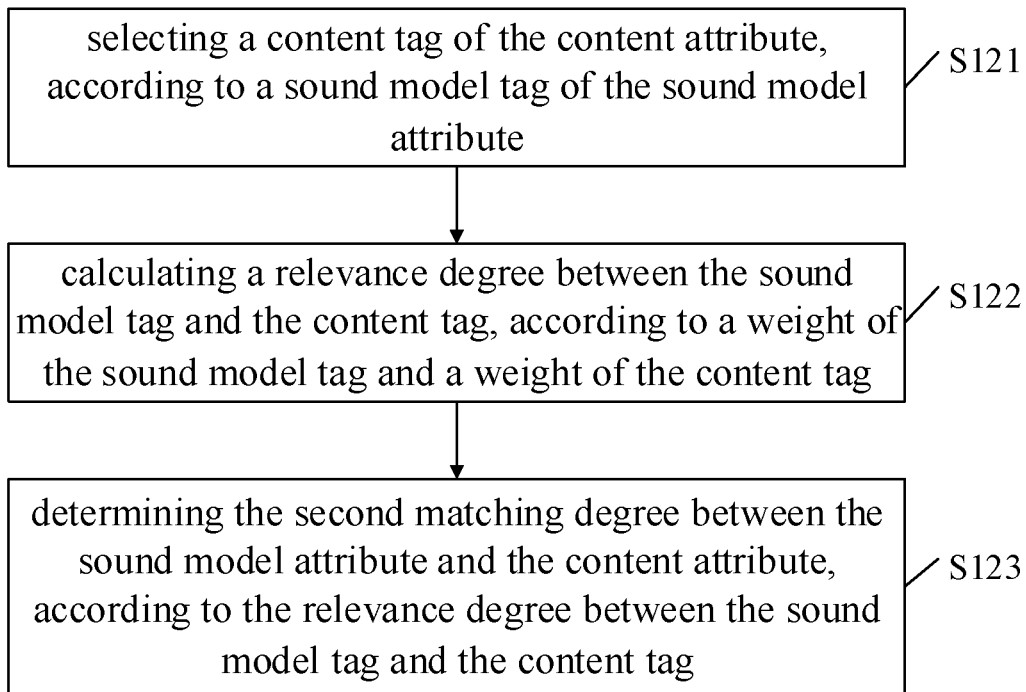 selecting a content tag of the content attribute,
according to a sound model tag of the sound model
attribute
S121
calculating a relevance degree between the sound
model tag and the content tag, according to a weight of
the sound model tag and a weight of the content tag
S122
determining the second matching degree between the
sound model attribute and the content attribute,
according to the relevance degree between the sound
model tag and the content tag
S123